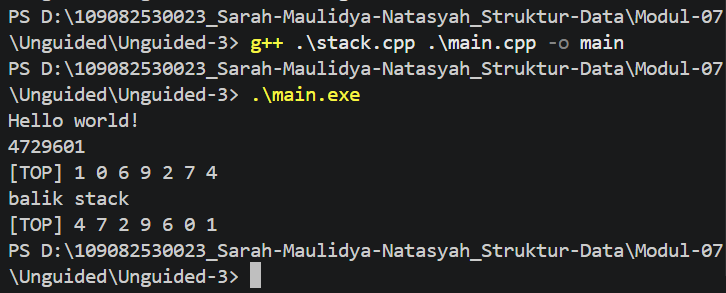 PS D:\109082530023_Sarah-Maulidya-Natasyah_Struktur-Data\Modul-07
\Unguided\Unguided-3> g++ .\stack.cpp .\main.cpp -o main
PS D:\109082530023_Sarah-Maulidya-Natasyah_Struktur-Data\Modul-07
\Unguided\Unguided-3> .\main.exe
Hello world!
4729601
[TOP] 1 0 6 9 2 7 4
balik stack
[TOP] 4 7 2 9 6 0 1
PS D:\109082530023_Sarah-Maulidya-Natasyah_Struktur-Data\Modul-07
\Unguided\Unguided-3>